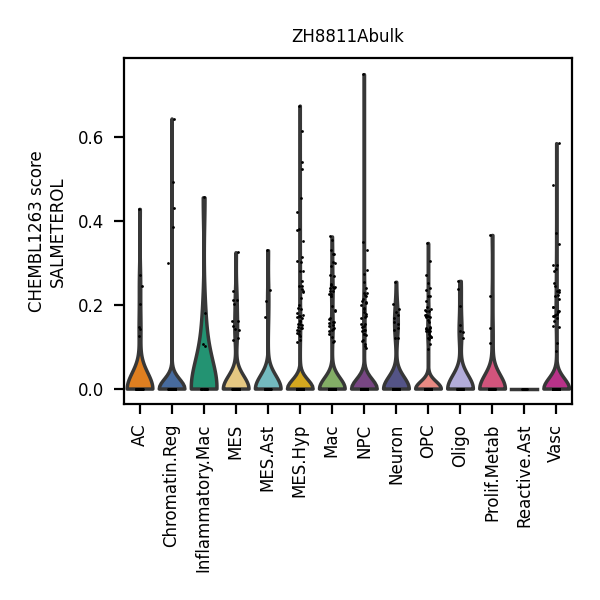 ZH8811Abulk
CHEMBL1263 score
SALMETEROL
0.6
0.4
0.2
0.0
AC
Chromatin.Reg
Inflammatory.Mac
MES
MES.Ast
MES.Hyp
Mac
NPC
Neuron
OPC
Oligo
Prolif.Metab
Reactive.Ast
Vasc